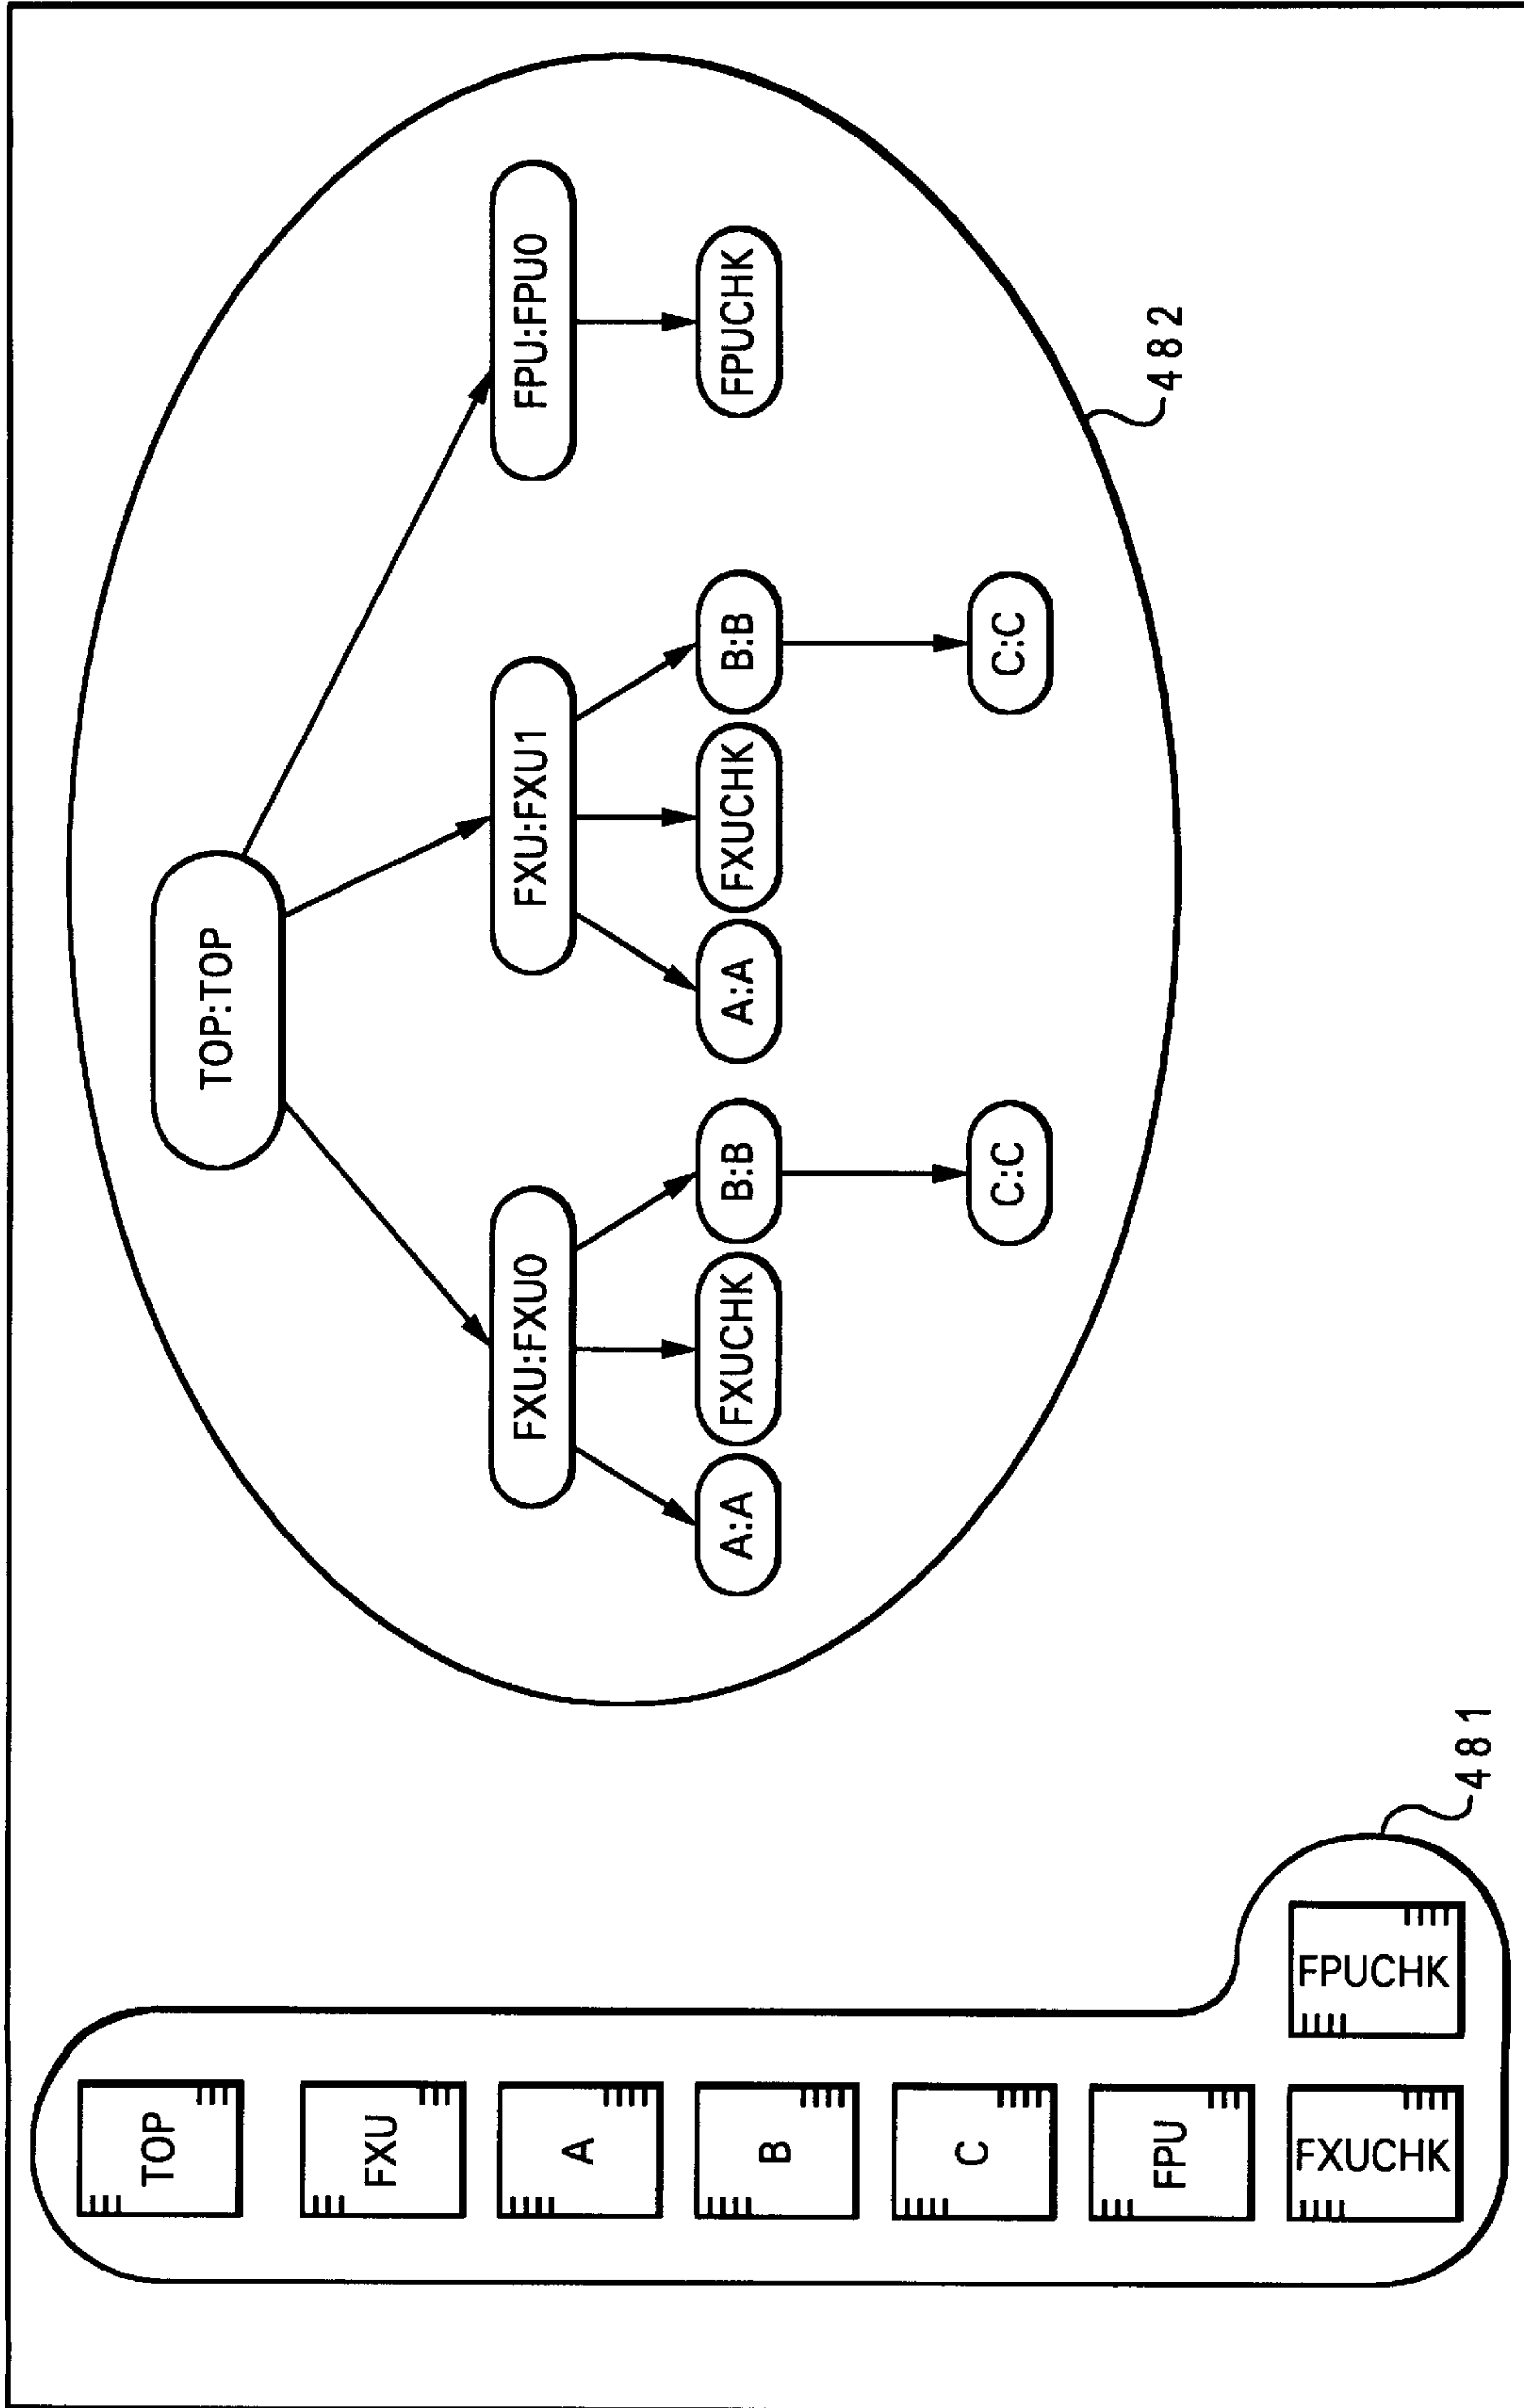 TOP
FXU
A
B
C
FPU
FXUCHK
FPUCHK
481
TOP:TOP
FXU:FXU0
FXU:FXU1
FPU:FPU0
A:A
FXUCHK
B:B
A:A
FXUCHK
B:B
FPUCHK
C:C
C:C
482